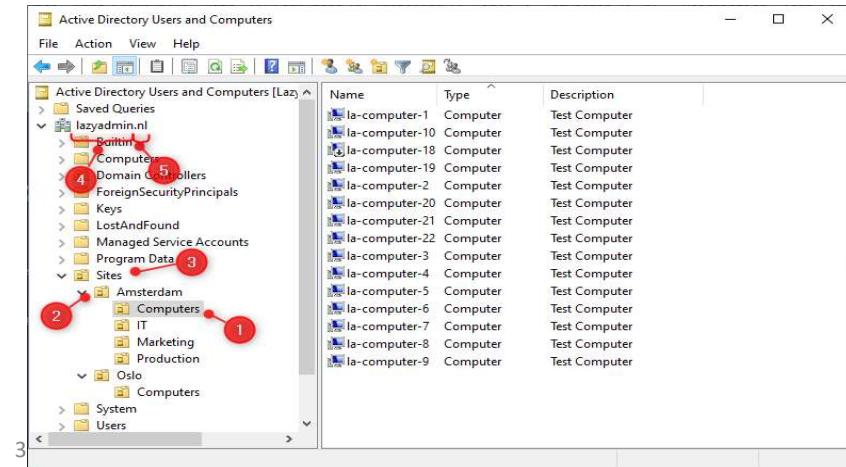 Active Directory Users and Computers
File Action View Help
Active Directory Users and Computers [Lazy
Saved Queries
lazyadmin.nl
Builtin
Computers
Domain Controllers
ForeignSecurityPrincipals
Keys
LostAndFound
Managed Service Accounts
Program Data
Sites
Amsterdam
Computers
IT
Marketing
Production
Oslo
Computers
System
Users
4
5
3
2
1
Name Type Description
la-computer-1 Computer Test Computer
la-computer-10 Computer Test Computer
la-computer-18 Computer Test Computer
la-computer-19 Computer Test Computer
la-computer-2 Computer Test Computer
la-computer-20 Computer Test Computer
la-computer-21 Computer Test Computer
la-computer-22 Computer Test Computer
la-computer-3 Computer Test Computer
la-computer-4 Computer Test Computer
la-computer-5 Computer Test Computer
la-computer-6 Computer Test Computer
la-computer-7 Computer Test Computer
la-computer-8 Computer Test Computer
la-computer-9 Computer Test Computer
3